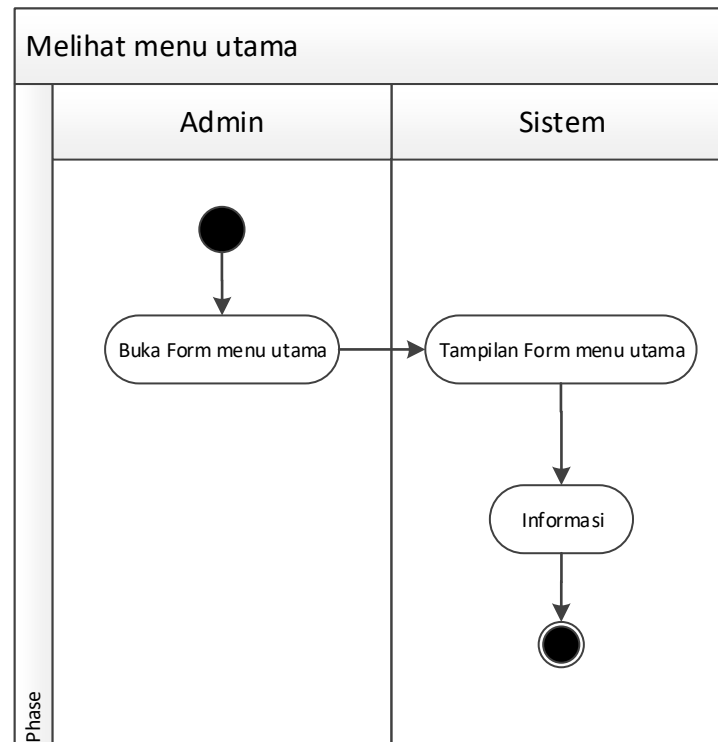 Melihat menu utama
Admin
Sistem
Buka Form menu utama
Tampilan Form menu utama
Informasi
Phase